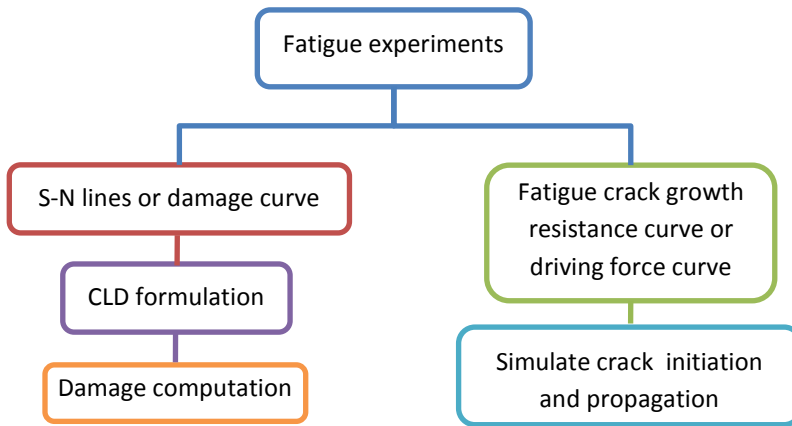 Fatigue experiments
S-N lines or damage curve
CLD formulation
Damage computation
Fatigue crack growth
resistance curve or
driving force curve
Simulate crack initiation
and propagation